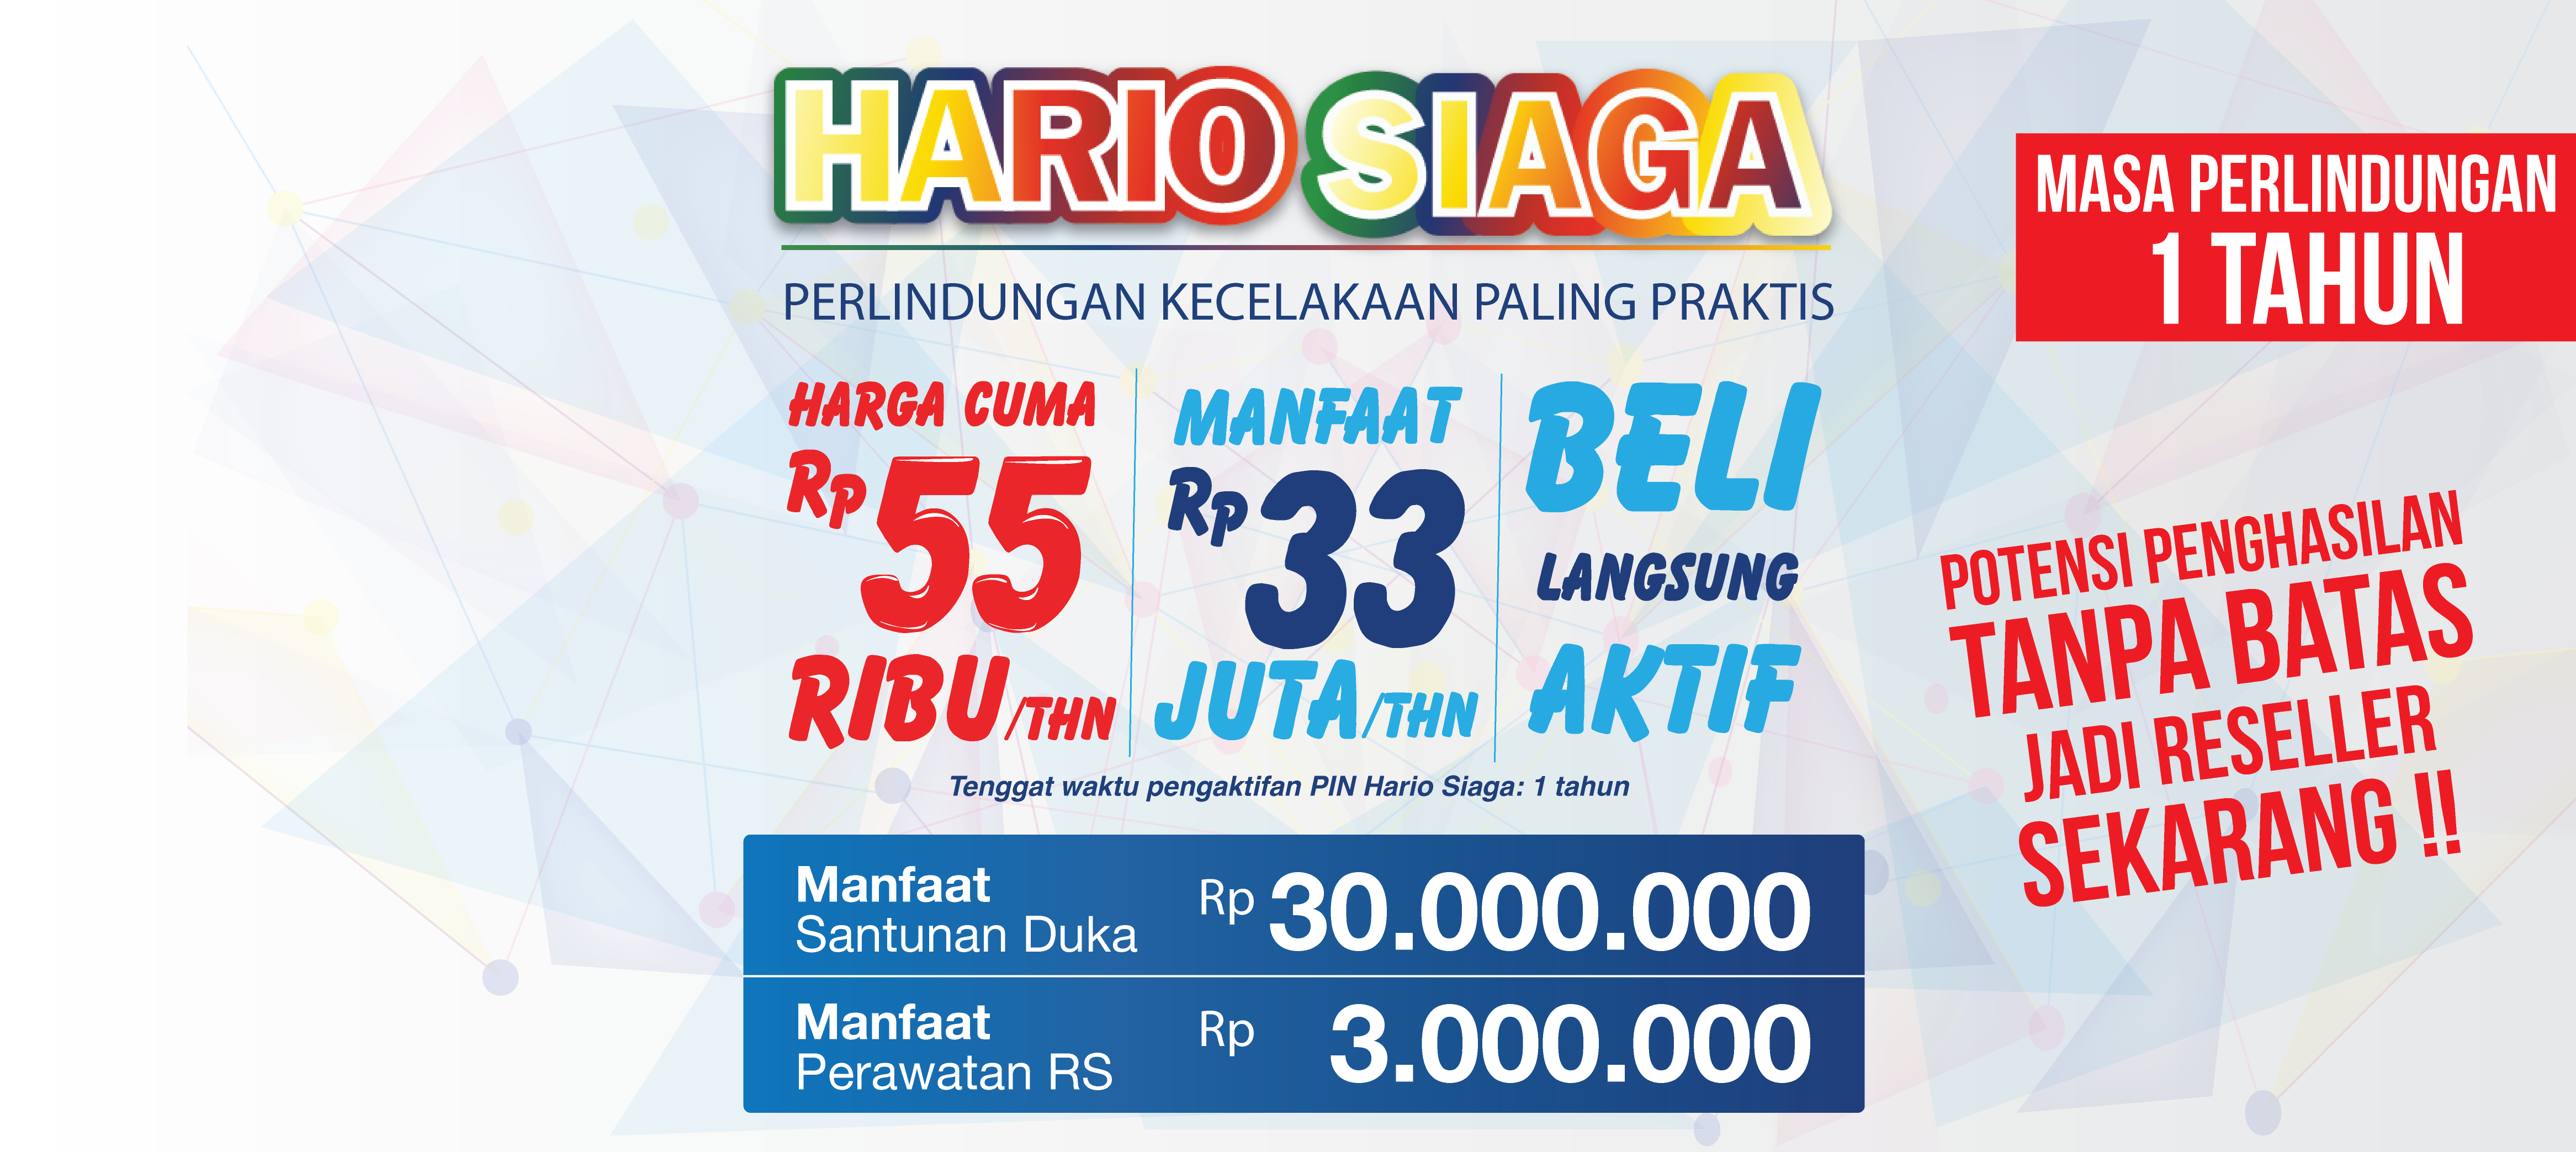 HARIO SIAGA
PERLINDUNGAN KECELAKAAN PALING PRAKTIS
HARGA CUMA
Rp 55
RIBU/THN
MANFAAT
Rp 33
JUTA/THN
BELI
LANGSUNG
AKTIF
Tenggat waktu pengaktifan PIN Hario Siaga: 1 tahun
Manfaat
Santunan Duka
Rp 30.000.000
Manfaat
Perawatan RS
Rp 3.000.000
MASA PERLINDUNGAN
1 TAHUN
POTENSI PENGHASILAN
TANPA BATAS
JADI RESELLER
SEKARANG !!